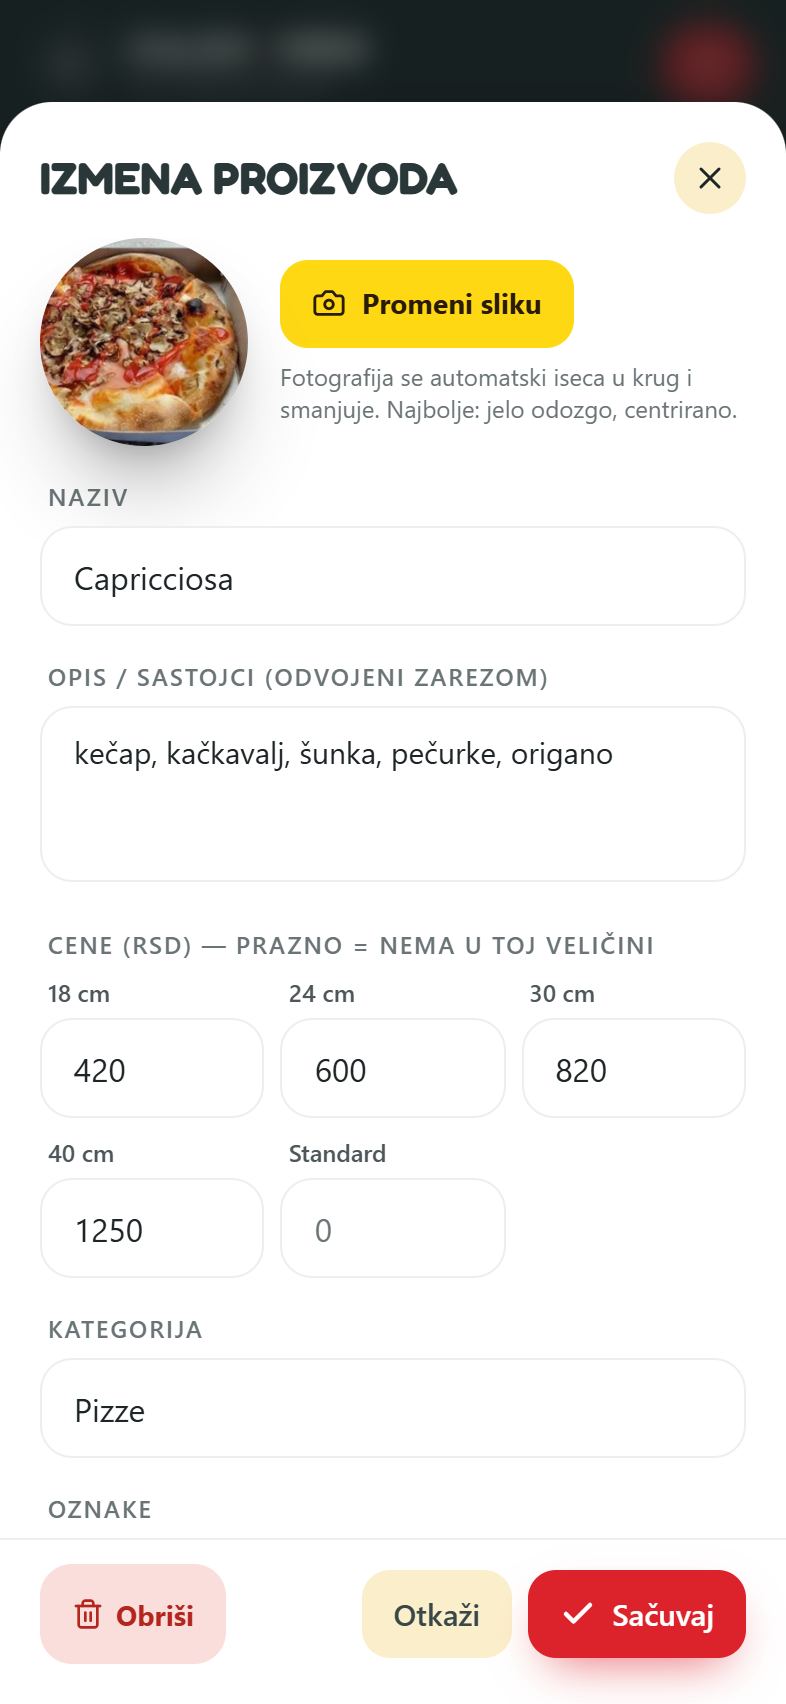 IZMENA PROIZVODA
Promeni sliku
Fotografija se automatski iseca u krug i
smanjuje. Najbolje: jelo odozgo, centrirano.
NAZIV
Capricciosa
OPIS / SASTOJCI (ODVOJENI ZAREZOM)
kečap, kačkavalj, šunka, pečurke, origano
CENE (RSD) — PRAZNO = NEMA U TOJ VELIČINI
18 cm 24 cm 30 cm
420 600 820
40 cm Standard
1250 0
KATEGORIJA
Pizze
OZNAKE
Obriši Otkaži Sačuvaj